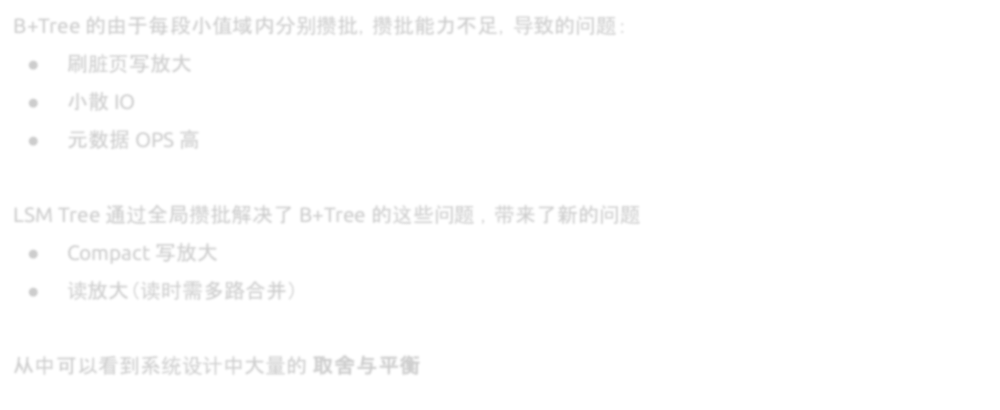 B+Tree 的由于每段小值域内分别攒批，攒批能力不足，导致的问题：
● 刷脏页写放大
● 小散 IO
● 元数据 OPS 高
LSM Tree 通过全局攒批解决了 B+Tree 的这些问题，带来了新的问题
● Compact 写放大
● 读放大（读时需多路合并）
从中可以看到系统设计中大量的 取舍与平衡